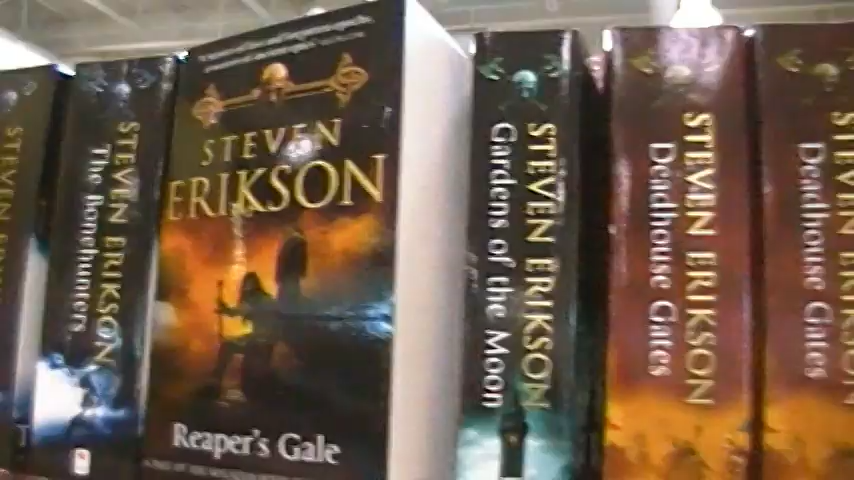 STEVEN
STEVEN ERIKSON
The Bonehunters
STEVEN
ERIKSON
Reaper's Gale
STEVEN ERIKSON
Gardens of the Moon
STEVEN ERIKSON
Deadhouse Gates
STEVEN ERIKSON
Deadhouse Gates